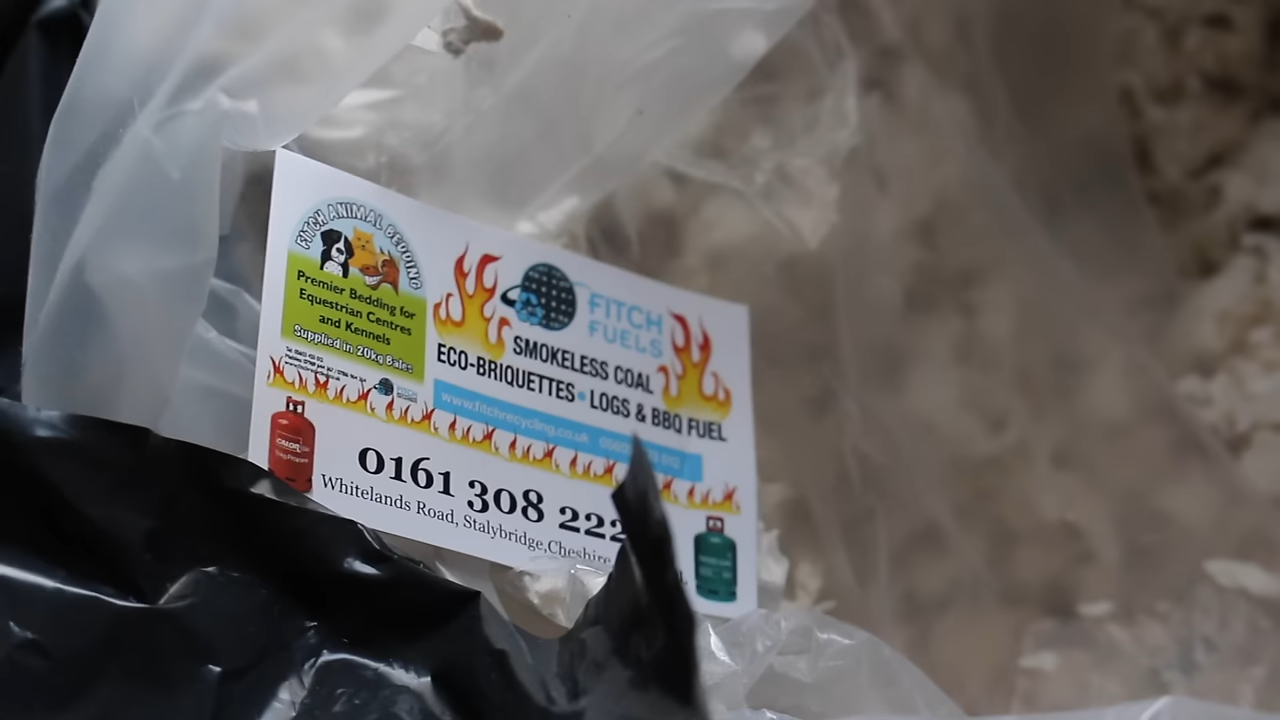 FITCH ANIMAL BEDDING
Premier Bedding for
Equestrian Centres
and Kennels
Supplied in 20kg Bales
FITCH
FUELS
SMOKELESS COAL
ECO-BRIQUETTES • LOGS & BBQ FUEL
www.fitchrecycling.co.uk
CALOR
0161 308 222
Whitelands Road, Stalybridge, Cheshire